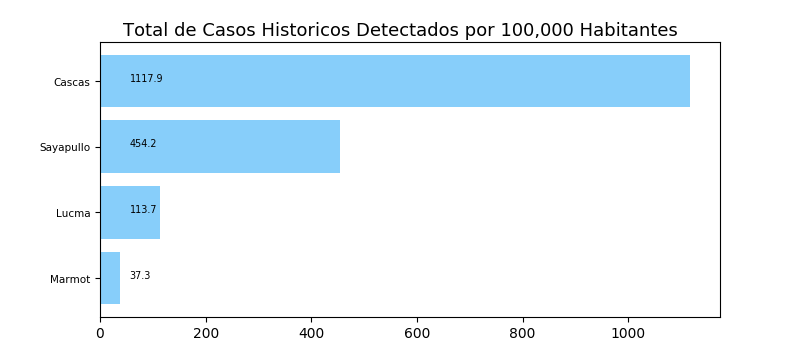 Total de Casos Historicos Detectados por 100,000 Habitantes
Cascas 1117.9
Sayapullo 454.2
Lucma 113.7
Marmot 37.3
0 200 400 600 800 1000